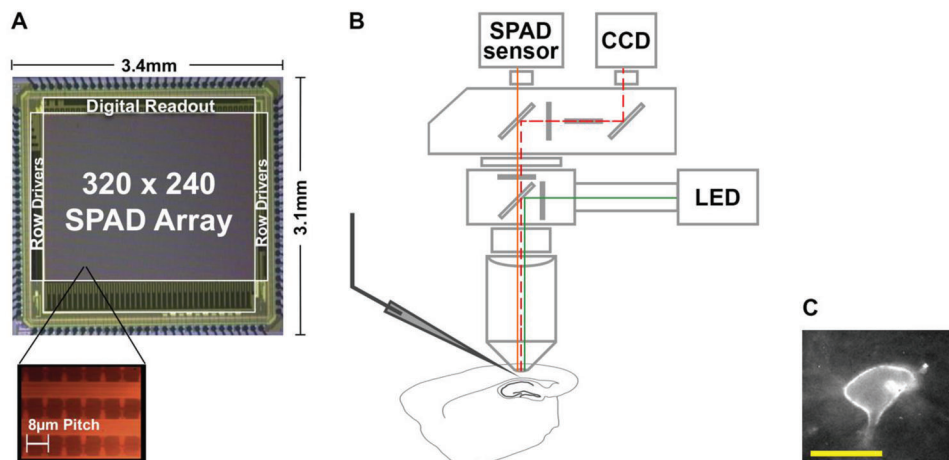 A
3.4mm
Digital Readout
Row Drivers
320 x 240
SPAD Array
Row Drivers
3.1mm
8μm Pitch
B
SPAD
sensor
CCD
LED
C